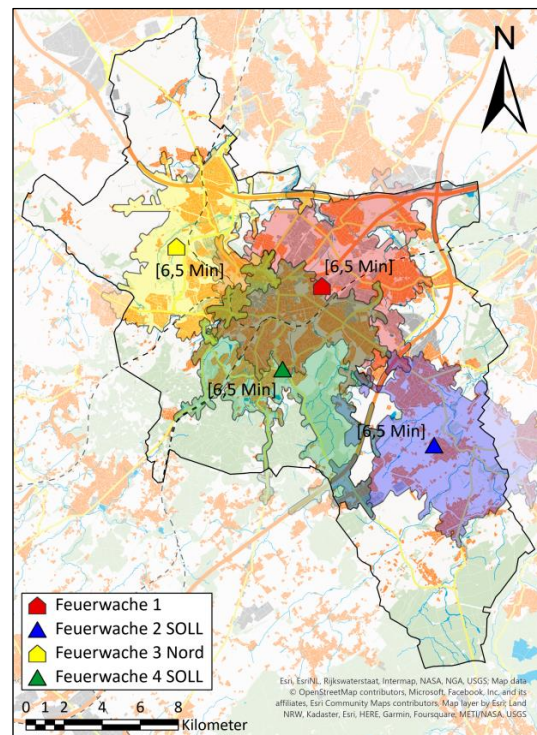 N
[6,5 Min]
[6,5 Min]
[6,5 Min]
[6,5 Min]
Feuerwache 1
Feuerwache 2 SOLL
Feuerwache 3 Nord
Feuerwache 4 SOLL
0 1 2 4 6 8
Kilometer
Esri, EsriNL, Rijkswaterstaat, Intermap, NASA, NGA, USGS; Map data
© OpenStreetMap contributors, Microsoft, Facebook, Inc. and its
affiliates, Esri Community Maps contributors. Map layer by Esri; Land
NRW, Kadaster, Esri, HERE, Garmin, Foursquare, METI/NASA, USGS